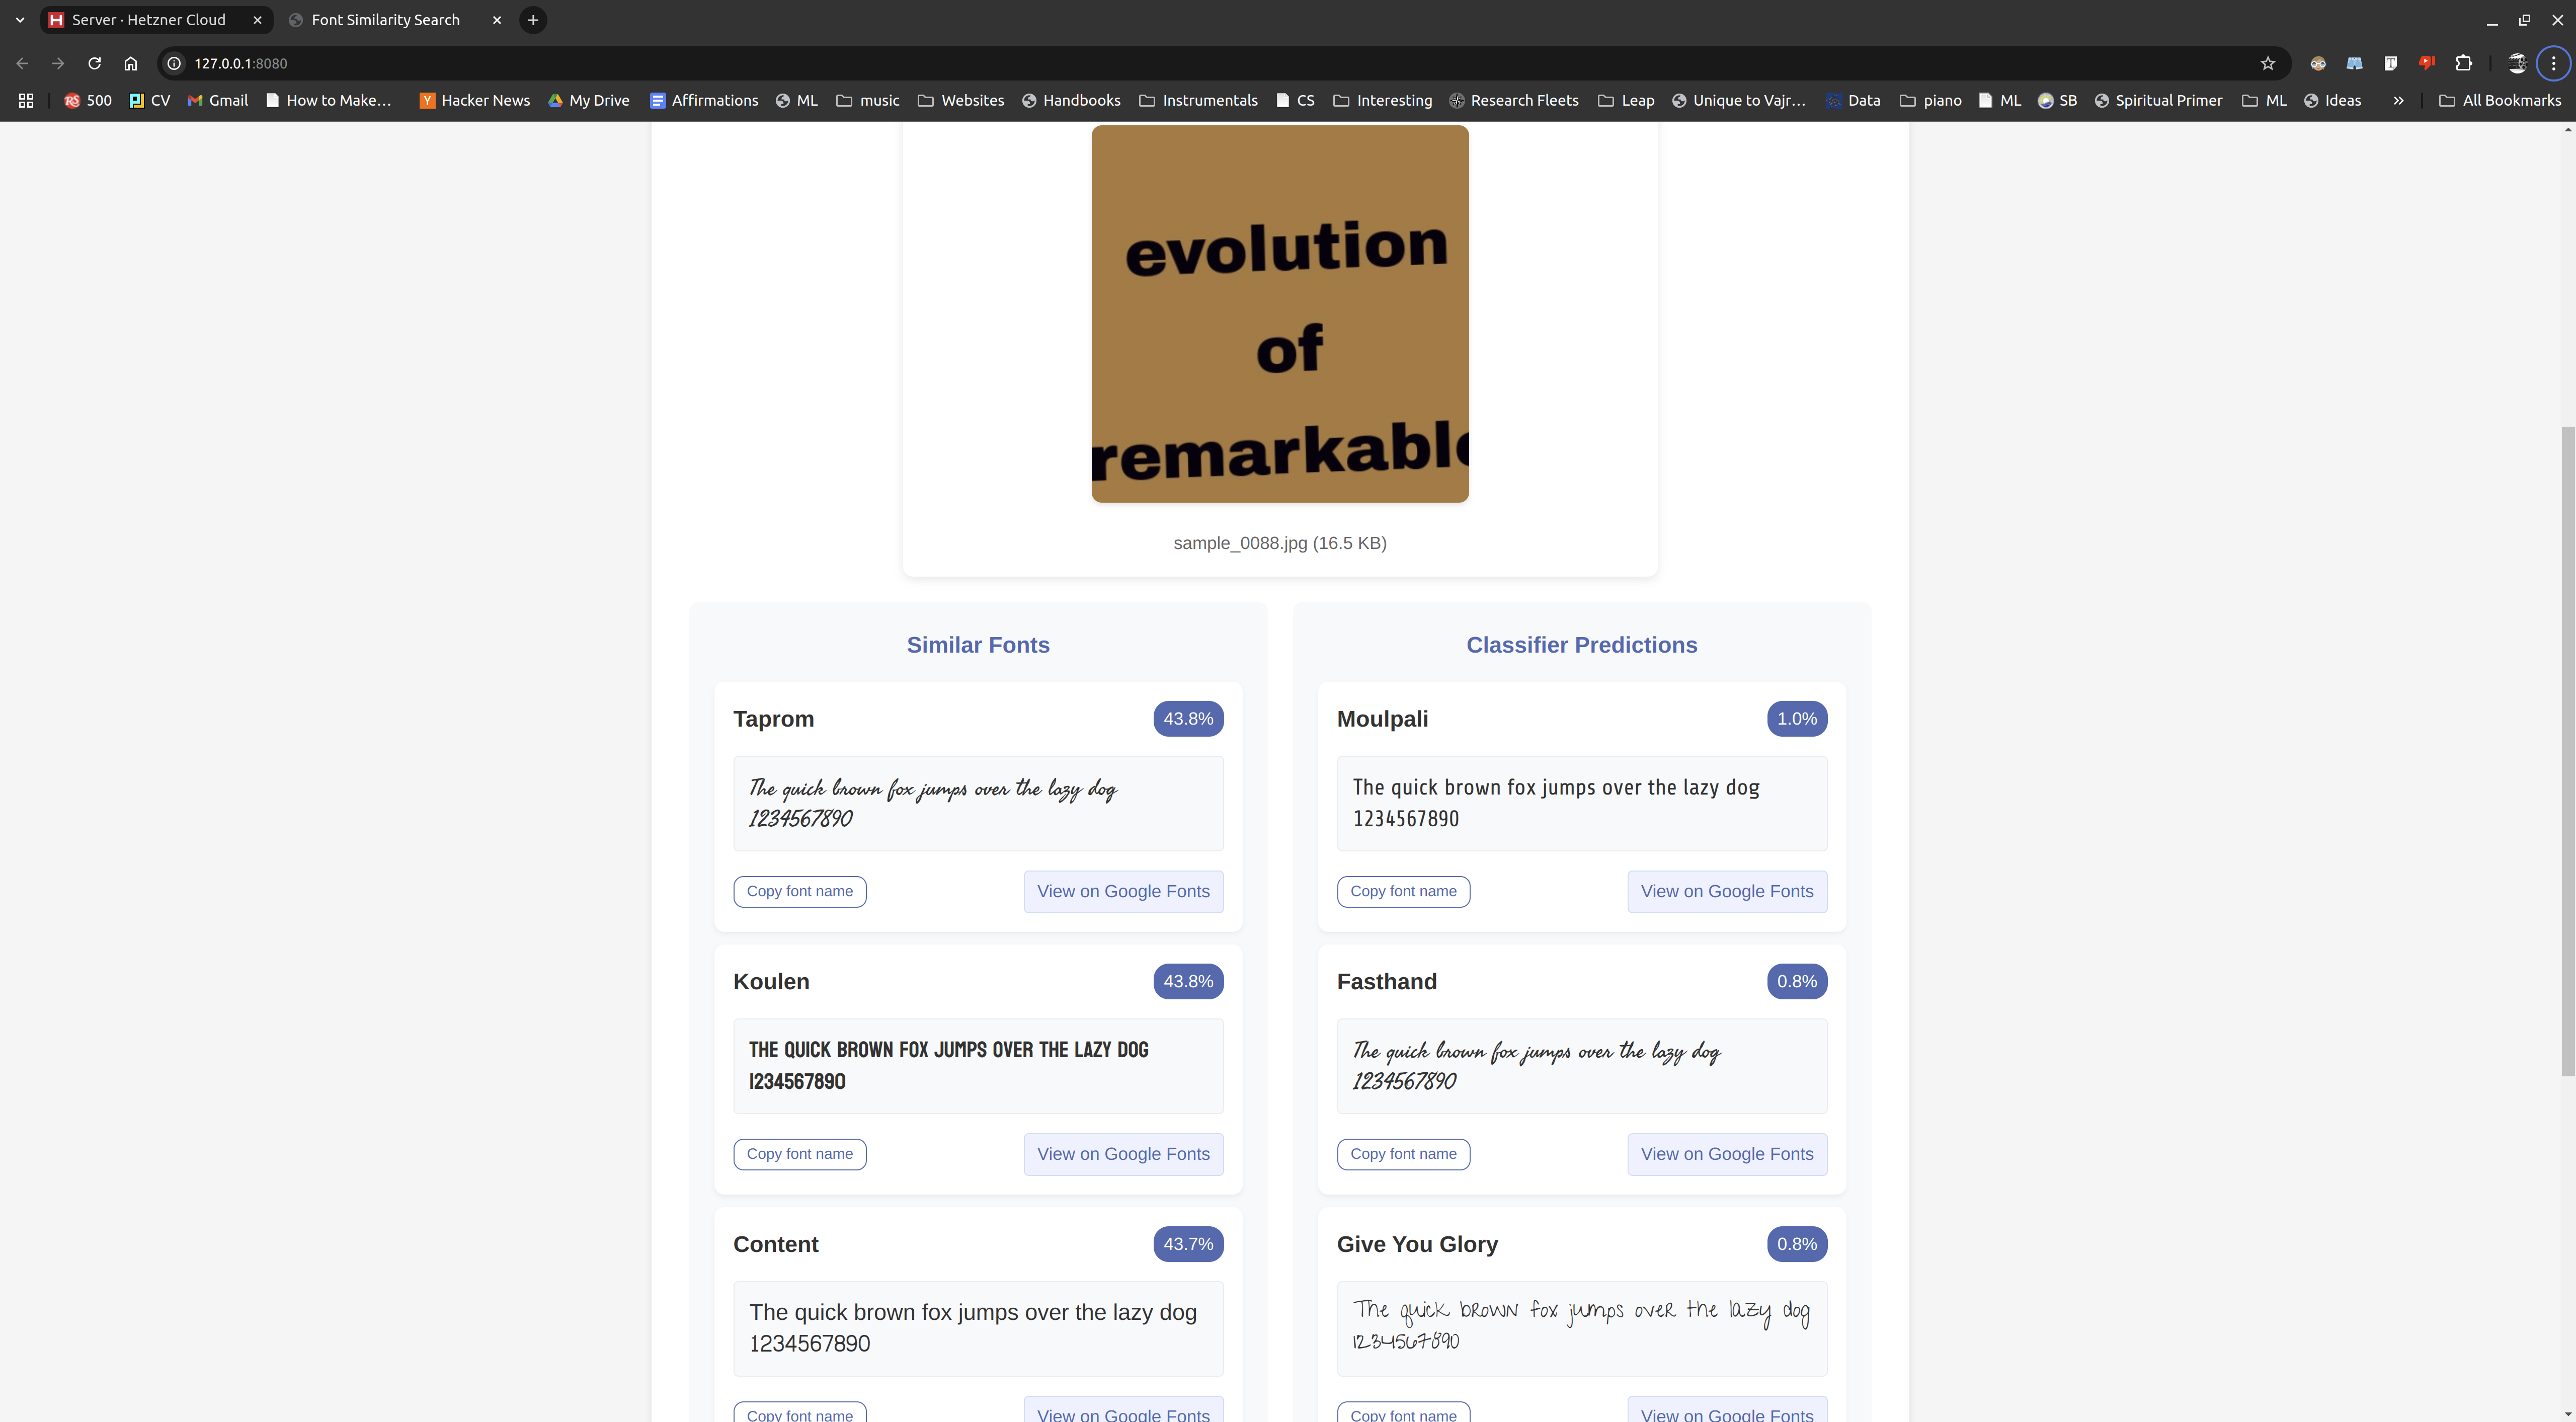 Server · Hetzner Cloud
Font Similarity Search
127.0.0.1:8080
500
CV
Gmail
How to Make…
Hacker News
My Drive
Affirmations
ML
music
Websites
Handbooks
Instrumentals
CS
Interesting
Research Fleets
Leap
Unique to Vajr…
Data
piano
ML
SB
Spiritual Primer
ML
Ideas
All Bookmarks
evolution
of
remarkable
sample_0088.jpg (16.5 KB)
Similar Fonts
Taprom
43.8%
The quick brown fox jumps over the lazy dog
1234567890
Copy font name
View on Google Fonts
Koulen
43.8%
THE QUICK BROWN FOX JUMPS OVER THE LAZY DOG
1234567890
Copy font name
View on Google Fonts
Content
43.7%
The quick brown fox jumps over the lazy dog
1234567890
Copy font name
View on Google Fonts
Classifier Predictions
Moulpali
1.0%
The quick brown fox jumps over the lazy dog
1234567890
Copy font name
View on Google Fonts
Fasthand
0.8%
The quick brown fox jumps over the lazy dog
1234567890
Copy font name
View on Google Fonts
Give You Glory
0.8%
The quick brown fox jumps over the lazy dog
1234567890
Copy font name
View on Google Fonts